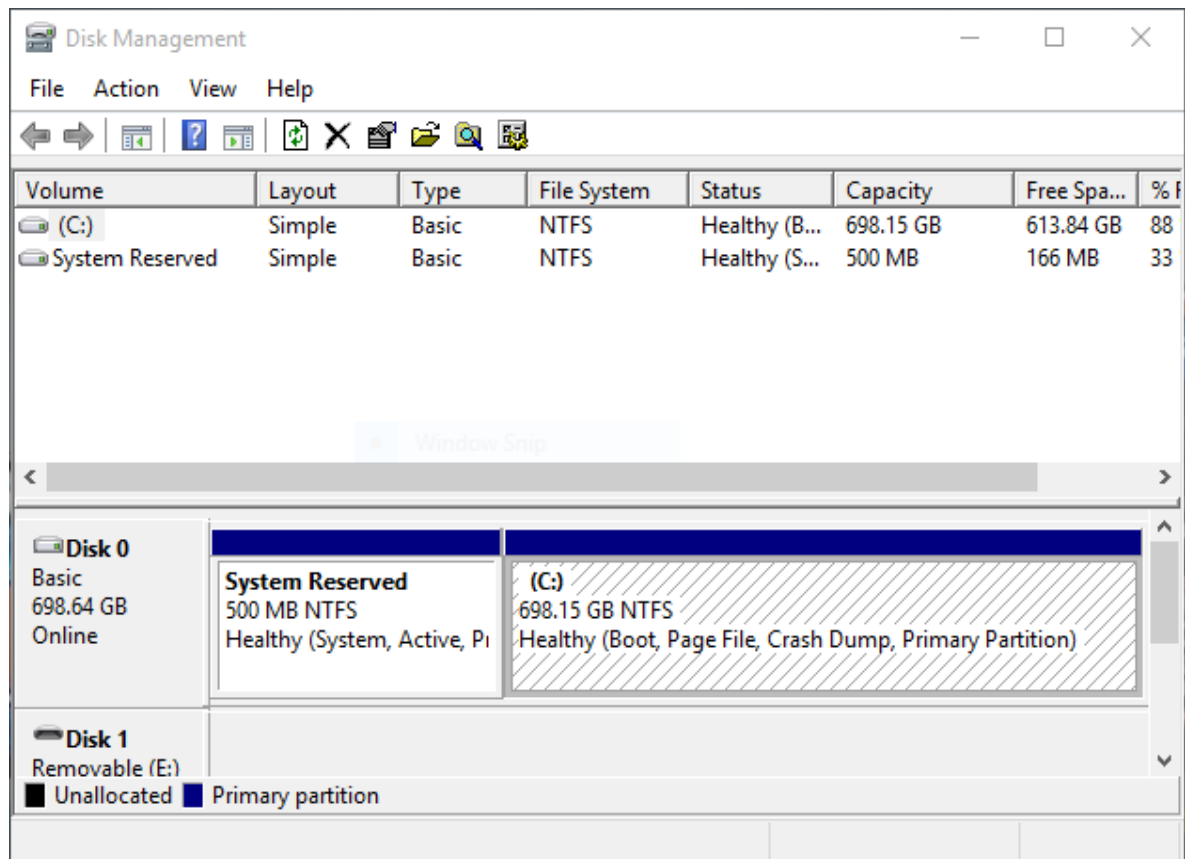 Disk Management
File Action View Help
Volume Layout Type File System Status Capacity Free Spa... %
(C:) Simple Basic NTFS Healthy (B... 698.15 GB 613.84 GB 88
System Reserved Simple Basic NTFS Healthy (S... 500 MB 166 MB 33
Window Snip
Disk 0
Basic
698.64 GB
Online
System Reserved
500 MB NTFS
Healthy (System, Active, Pr
(C:)
698.15 GB NTFS
Healthy (Boot, Page File, Crash Dump, Primary Partition)
Disk 1
Removable (E:)
Unallocated Primary partition